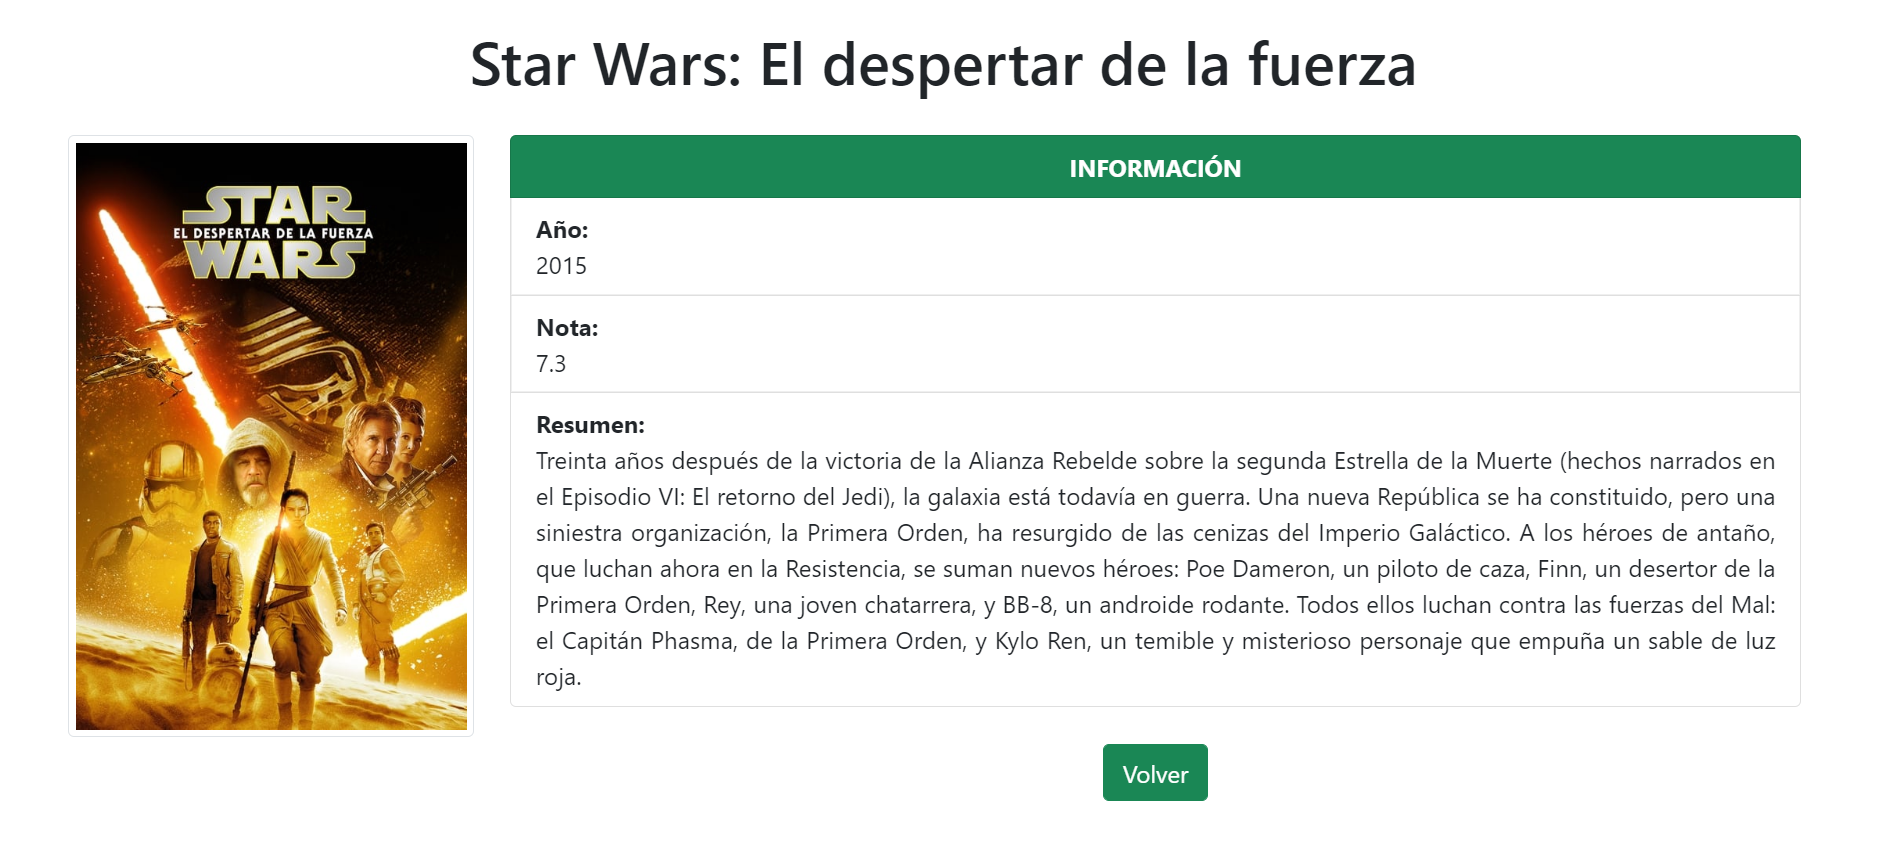 Star Wars: El despertar de la fuerza
STAR
EL DESPERTAR DE LA FUERZA
WARS
INFORMACIÓN
Año:
2015
Nota:
7.3
Resumen:
Treinta años después de la victoria de la Alianza Rebelde sobre la segunda Estrella de la Muerte (hechos narrados en
el Episodio VI: El retorno del Jedi), la galaxia está todavía en guerra. Una nueva República se ha constituido, pero una
siniestra organización, la Primera Orden, ha resurgido de las cenizas del Imperio Galáctico. A los héroes de antaño,
que luchan ahora en la Resistencia, se suman nuevos héroes: Poe Dameron, un piloto de caza, Finn, un desertor de la
Primera Orden, Rey, una joven chatarrera, y BB-8, un androide rodante. Todos ellos luchan contra las fuerzas del Mal:
el Capitán Phasma, de la Primera Orden, y Kylo Ren, un temible y misterioso personaje que empuña un sable de luz
roja.
Volver